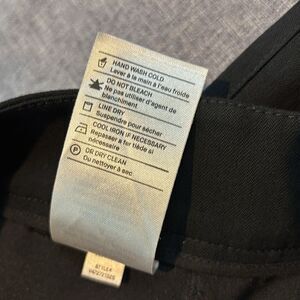 HAND WASH COLD
Laver à la main à l'eau froide
DO NOT BLEACH
Ne pas utiliser d'agent de
blanchiment
LINE DRY
Suspendre pour sécher
COOL IRON IF NECESSARY
Repasser à fer tiède si
nécessaire
P
OR DRY CLEAN
Ou nettoyer à sec
STYLE#